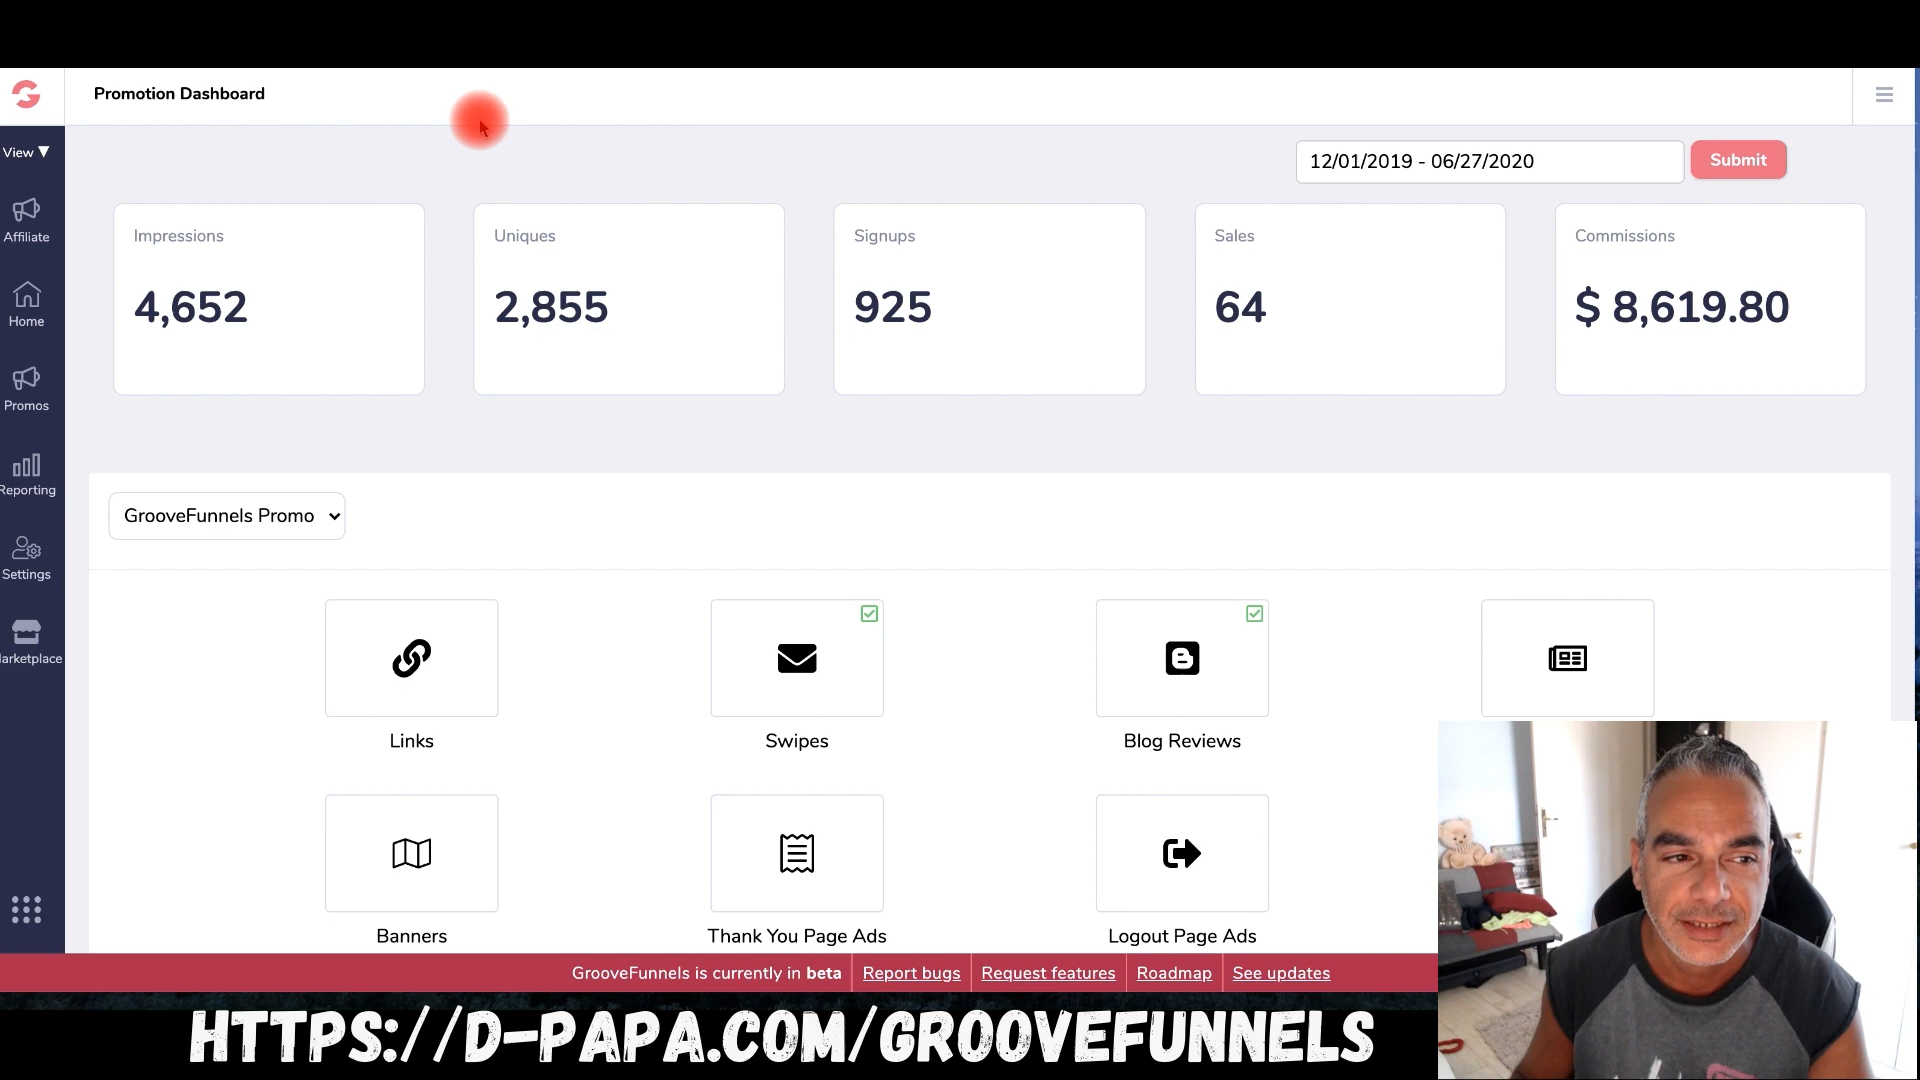 Promotion Dashboard
View ▼
12/01/2019 - 06/27/2020
Submit
Affiliate
Home
Promos
Reporting
Settings
arketplace
Impressions
4,652
Uniques
2,855
Signups
925
Sales
64
Commissions
$ 8,619.80
GrooveFunnels Promo
Links
Swipes
Blog Reviews
Banners
Thank You Page Ads
Logout Page Ads
GrooveFunnels is currently in beta
Report bugs
Request features
Roadmap
See updates
HTTPS://D-PAPA.COM/GROOVEFUNNELS